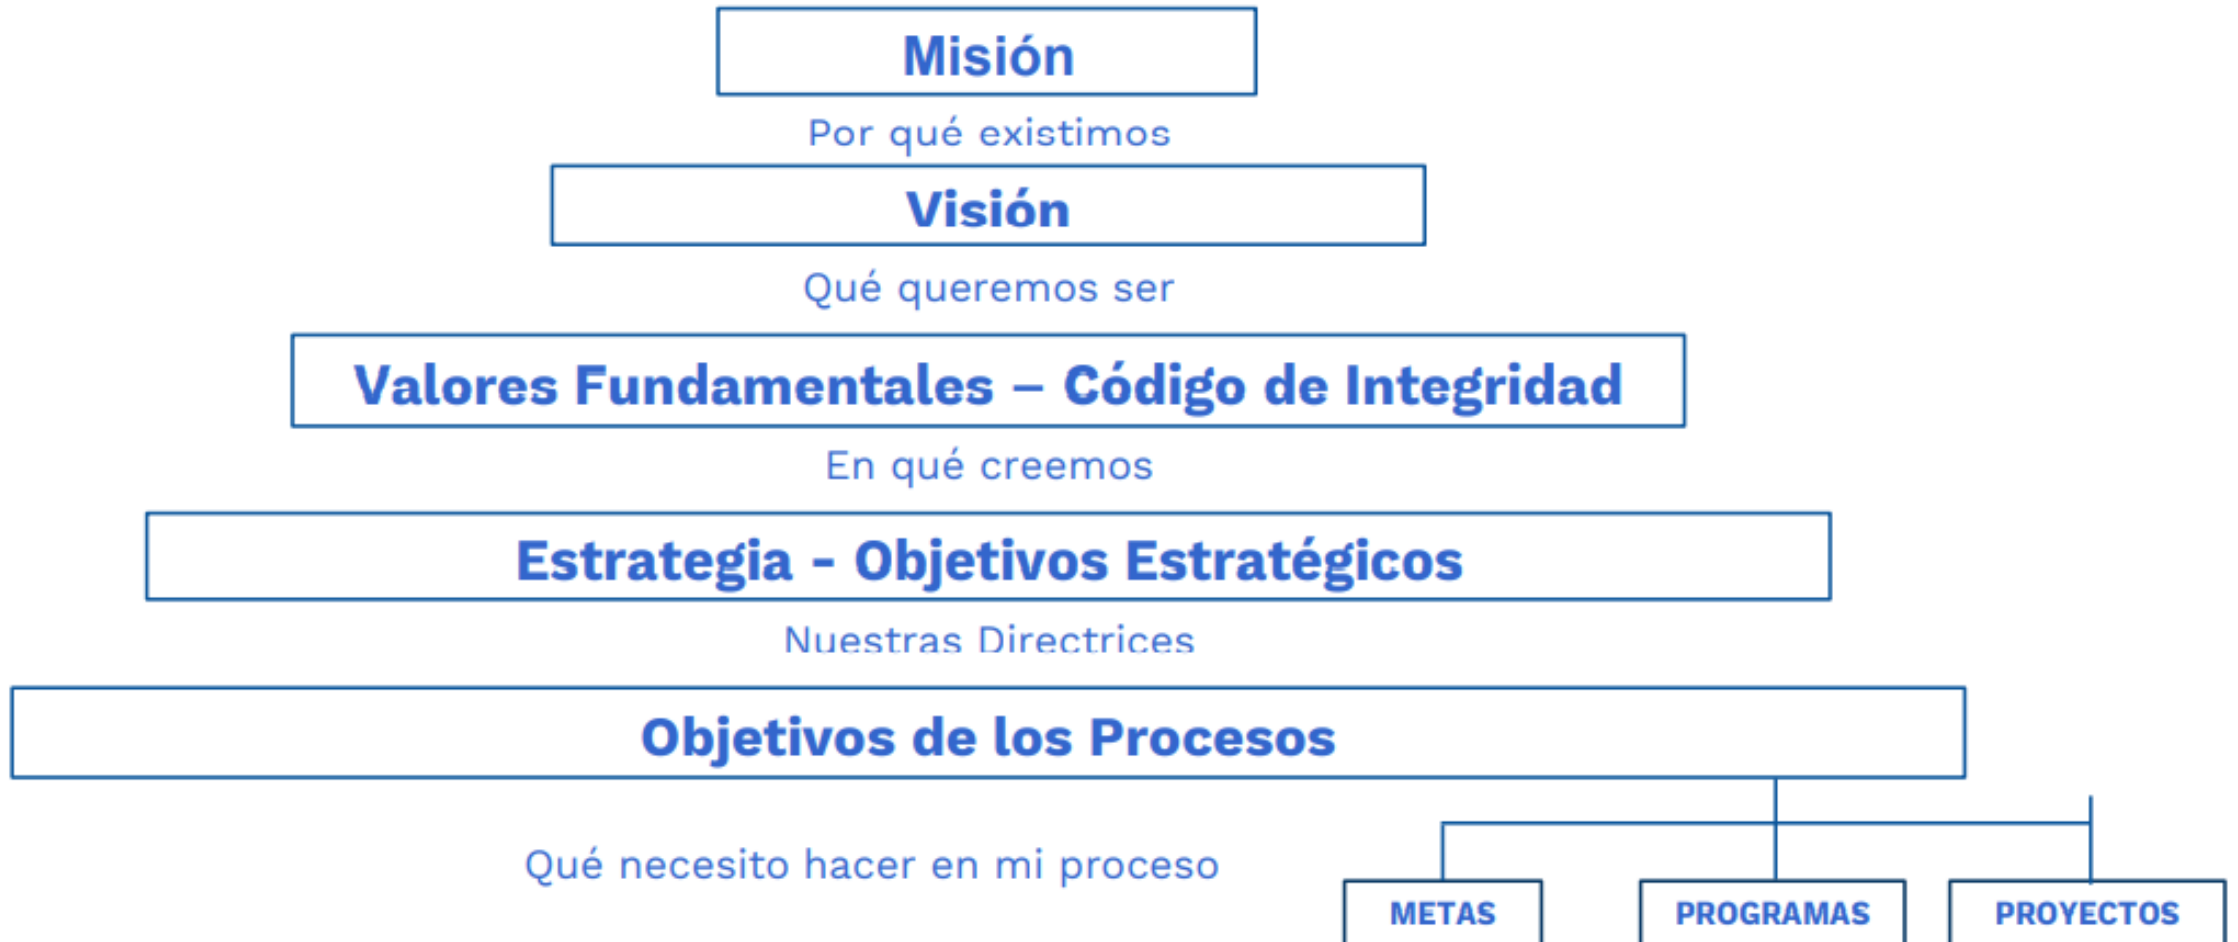 Misión
Por qué existimos
Visión
Qué queremos ser
Valores Fundamentales – Código de Integridad
En qué creemos
Estrategia - Objetivos Estratégicos
Nuestras Directrices
Objetivos de los Procesos
Qué necesito hacer en mi proceso
METAS
PROGRAMAS
PROYECTOS